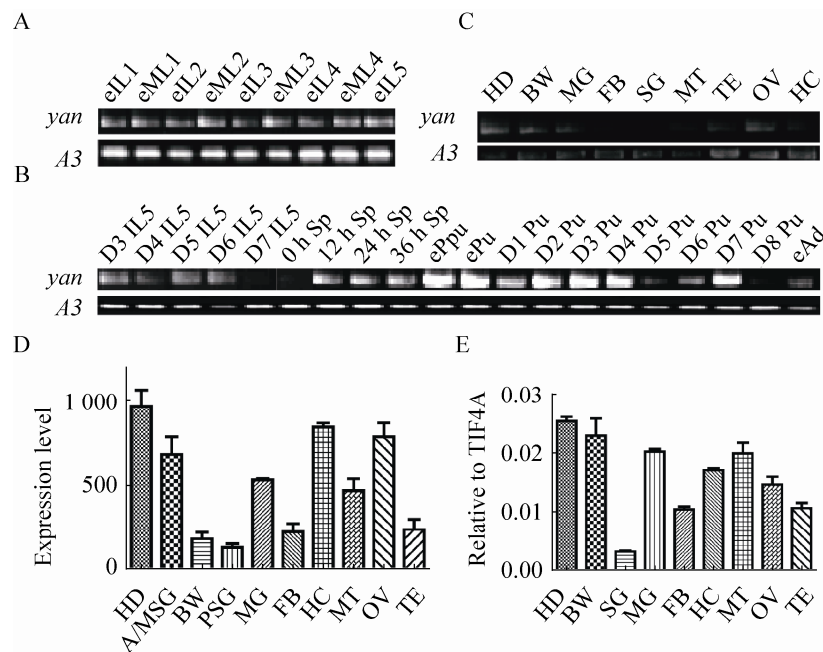 A
eIL1 eML1 eIL2 eML2 eIL3 eML3 eIL4 eML4 eIL5
yan
A3
C
HD BW MG FB SG MT TE OV HC
yan
A3
B
D3 IL5 D4 IL5 D5 IL5 D6 IL5 D7 IL5 0 h Sp 12 h Sp 24 h Sp 36 h Sp ePpu ePu D1 Pu D2 Pu D3 Pu D4 Pu D5 Pu D6 Pu D7 Pu D8 Pu eAd
yan
A3
D
Expression level
1 000
500
0
HD A/MSG BW PSG MG FB HC MT OV TE
E
Relative to TIF4A
0.03
0.02
0.01
0.00
HD BW SG MG FB HC MT OV TE